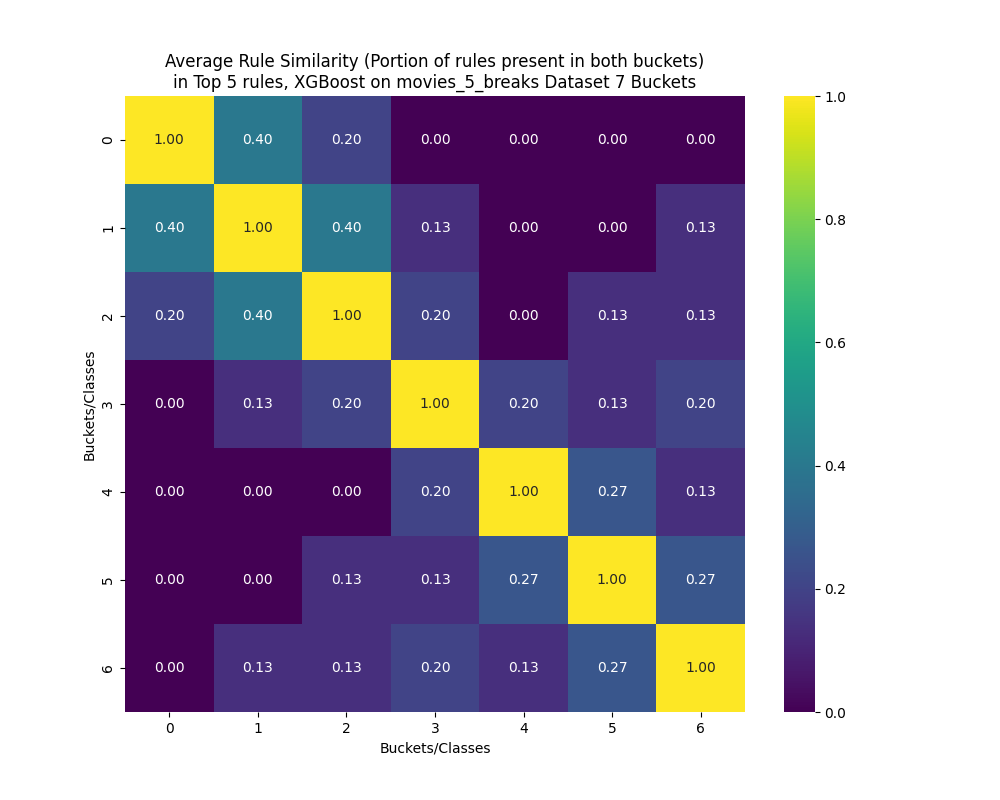 Average Rule Similarity (Portion of rules present in both buckets)
in Top 5 rules, XGBoost on movies_5_breaks Dataset 7 Buckets
0 1.00 0.40 0.20 0.00 0.00 0.00 0.00
1 0.40 1.00 0.40 0.13 0.00 0.00 0.13
2 0.20 0.40 1.00 0.20 0.00 0.13 0.13
3 0.00 0.13 0.20 1.00 0.20 0.13 0.20
4 0.00 0.00 0.00 0.20 1.00 0.27 0.13
5 0.00 0.00 0.13 0.13 0.27 1.00 0.27
6 0.00 0.13 0.13 0.20 0.13 0.27 1.00
0 1 2 3 4 5 6
Buckets/Classes
Buckets/Classes
1.0
0.8
0.6
0.4
0.2
0.0